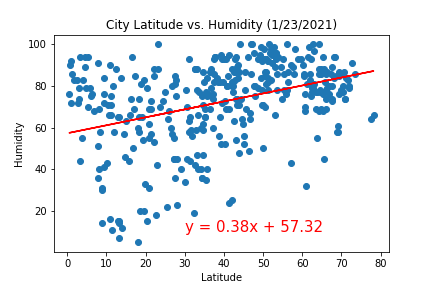 City Latitude vs. Humidity (1/23/2021)
100
80
60
40
20
Humidity
y = 0.38x + 57.32
0 10 20 30 40 50 60 70 80
Latitude